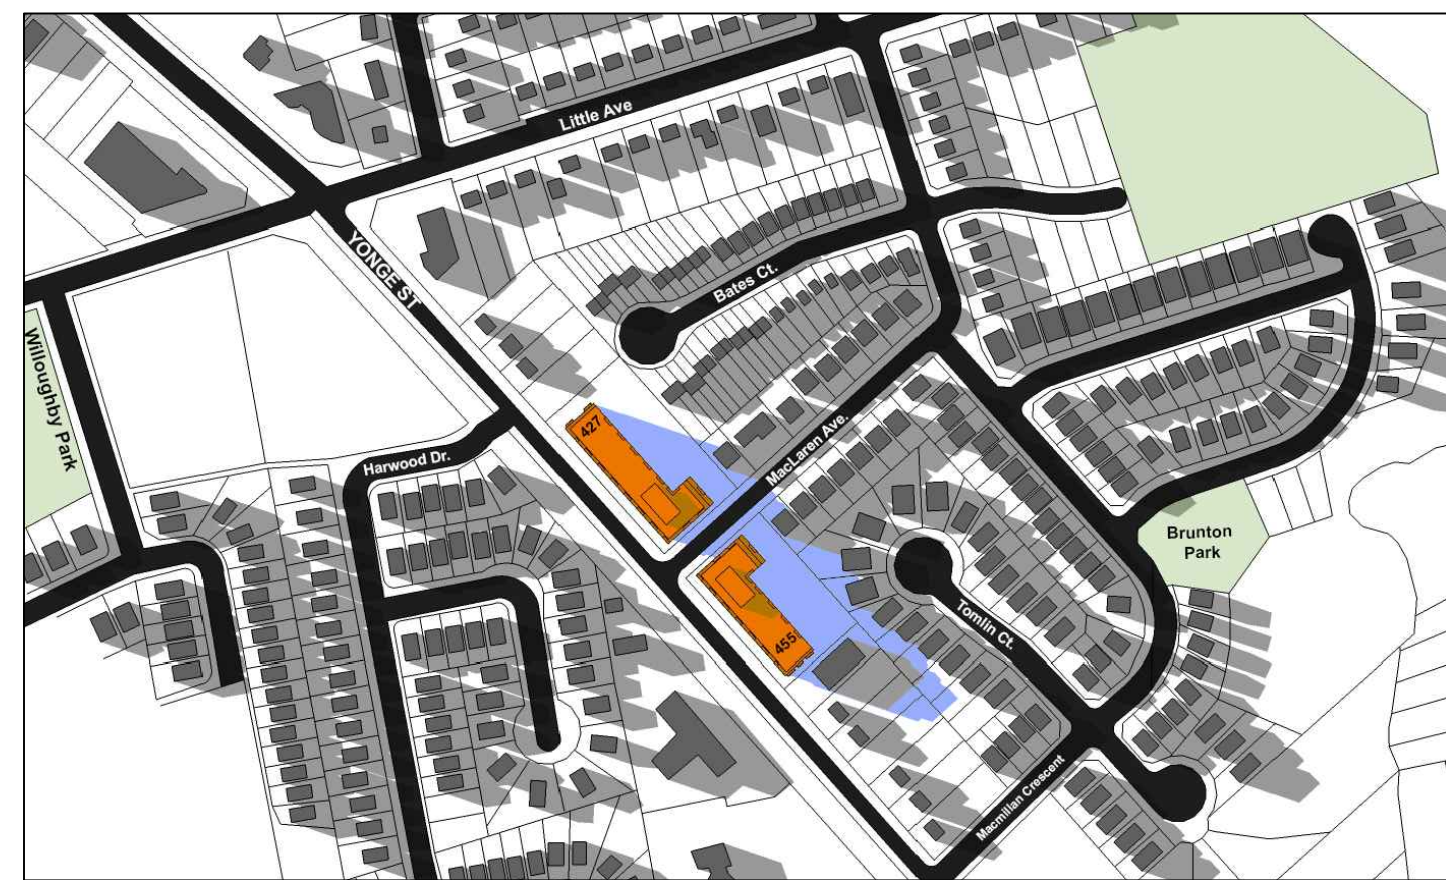 Little Ave
YONGE ST
Bates Ct.
Willoughby Park
427
MacLaren Ave.
Harwood Dr.
Brunton
Park
Tomlin Ct.
455
Macmillan Crescent